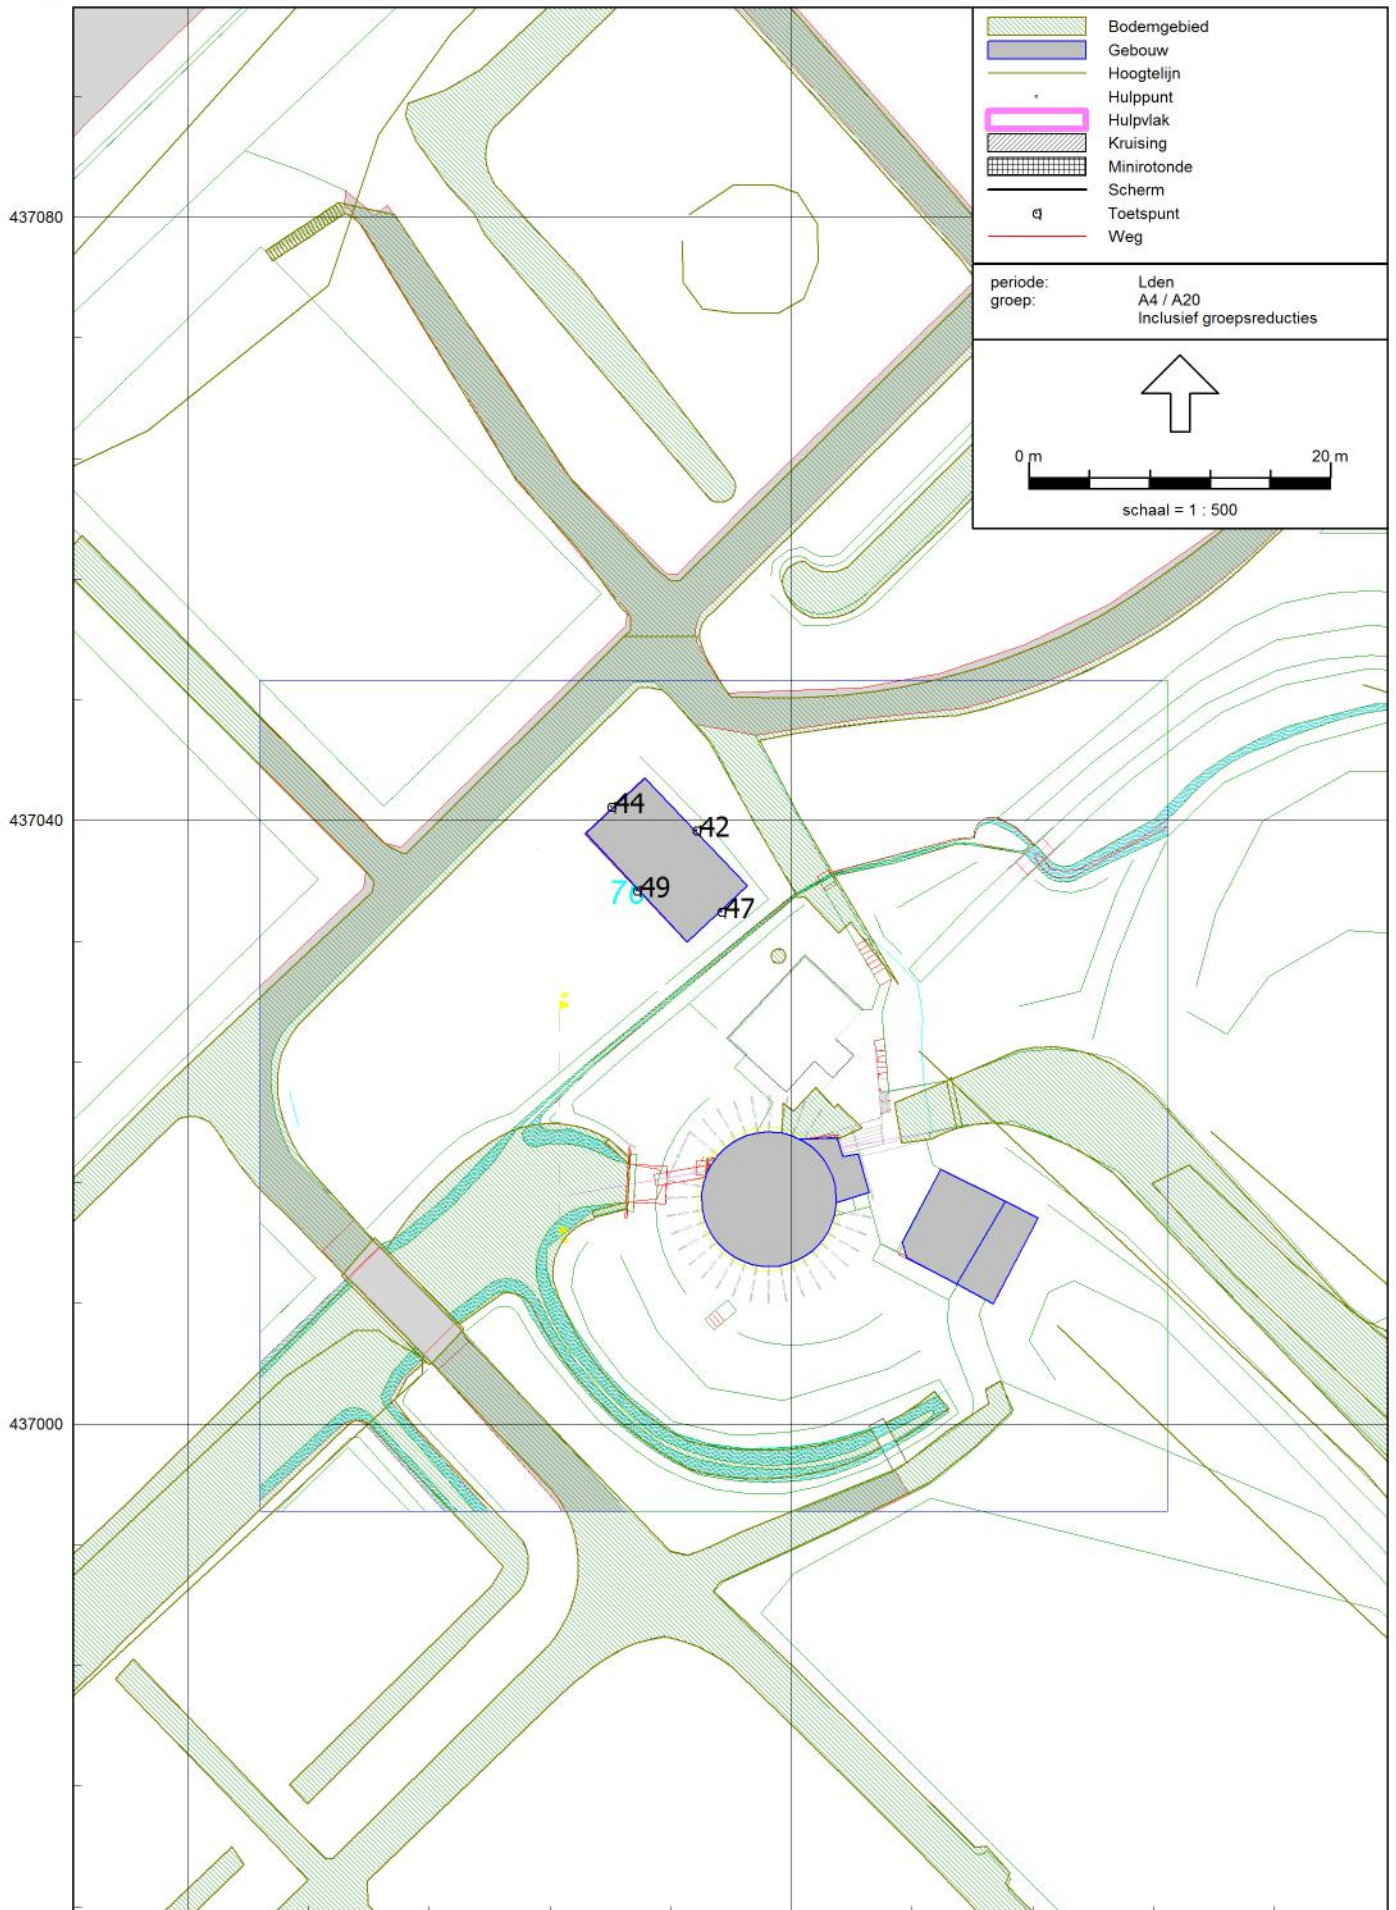 Bodemgebied
Gebouw
Hoogtelijn
Hulppunt
Hulpvlak
Kruising
Minirotonde
Scherm
Toetspunt
Weg
periode: Lden
groep: A4 / A20
Inclusief groepsreducties
0 m 20 m
schaal = 1 : 500
437080
437040
44
42
49
47
437000